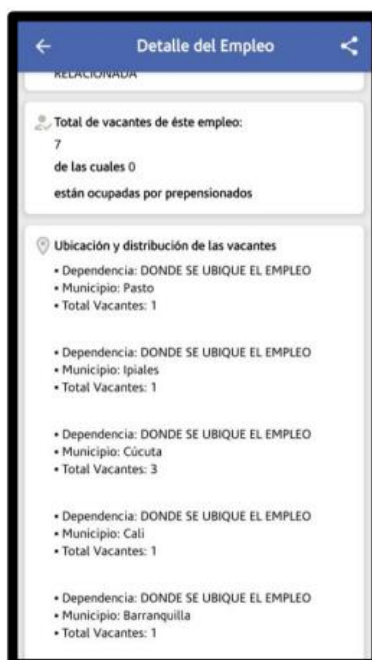 Detalle del Empleo
RELACIONADA
Total de vacantes de éste empleo:
7
de las cuales 0
están ocupadas por prepensionados
Ubicación y distribución de las vacantes
• Dependencia: DONDE SE UBIQUE EL EMPLEO
• Municipio: Pasto
• Total Vacantes: 1
• Dependencia: DONDE SE UBIQUE EL EMPLEO
• Municipio: Ipiales
• Total Vacantes: 1
• Dependencia: DONDE SE UBIQUE EL EMPLEO
• Municipio: Cúcuta
• Total Vacantes: 3
• Dependencia: DONDE SE UBIQUE EL EMPLEO
• Municipio: Cali
• Total Vacantes: 1
• Dependencia: DONDE SE UBIQUE EL EMPLEO
• Municipio: Barranquilla
• Total Vacantes: 1